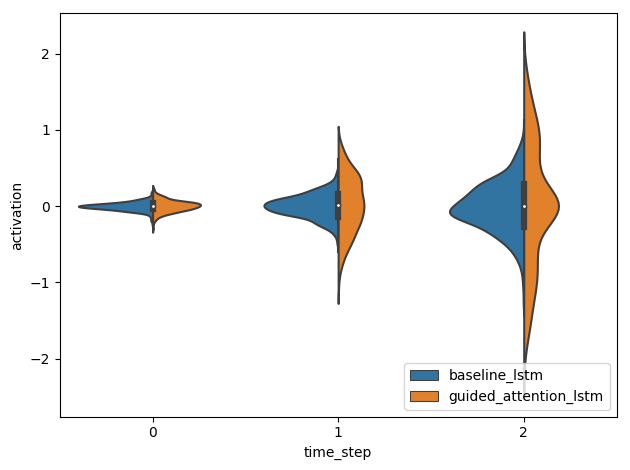 2
1
0
−1
−2
activation
baseline_lstm
guided_attention_lstm
0 1 2
time_step